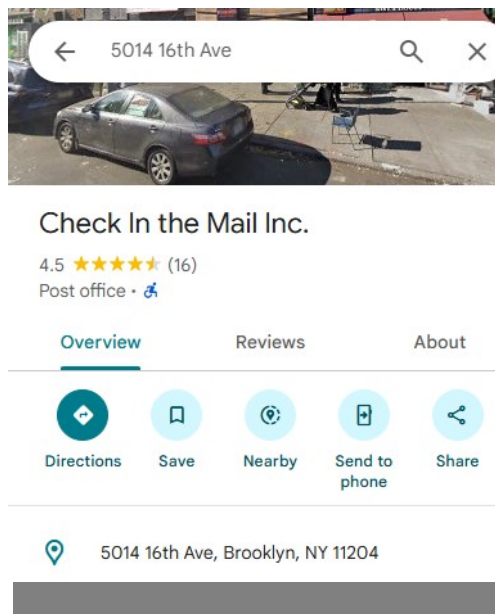 5014 16th Ave
Check In the Mail Inc.
4.5 (16)
Post office •
Overview Reviews About
Directions Save Nearby Send to phone Share
5014 16th Ave, Brooklyn, NY 11204